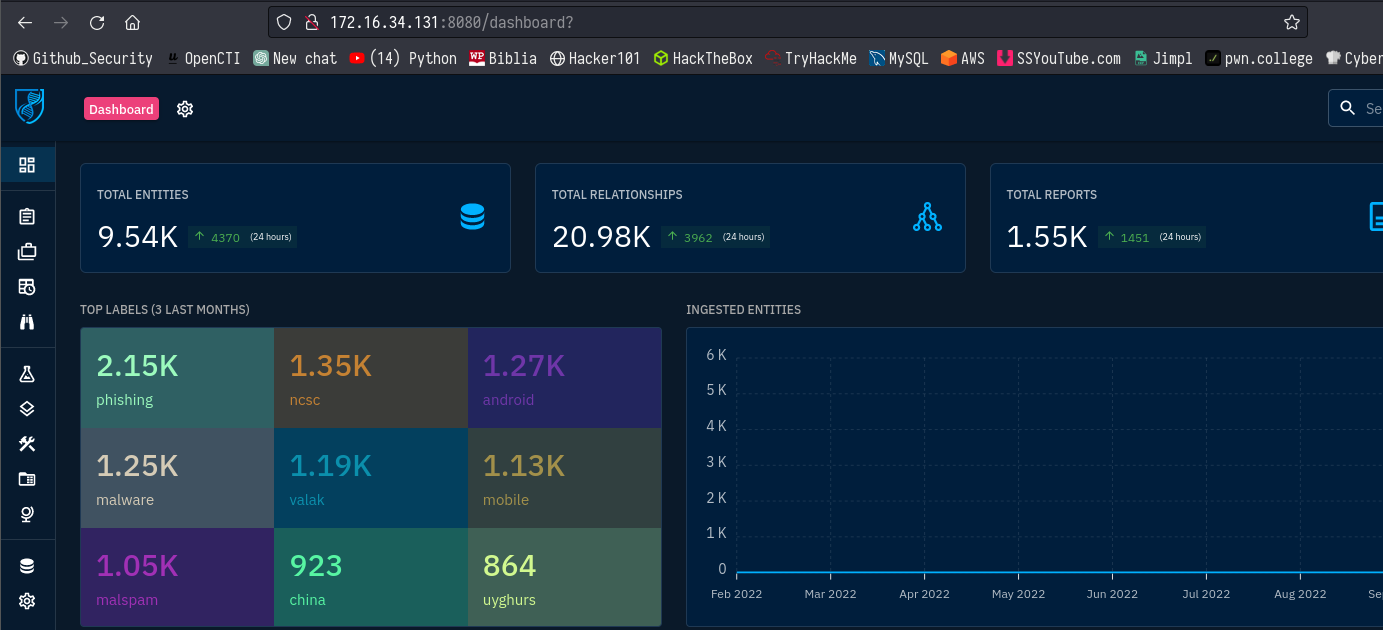 172.16.34.131:8080/dashboard?
Github_Security OpenCTI New chat (14) Python Biblia Hacker101 HackTheBox TryHackMe MySQL AWS SSYouTube.com Jimpl pwn.college Cyber
Dashboard
Se
TOTAL ENTITIES
9.54K 4370 (24 hours)
TOTAL RELATIONSHIPS
20.98K 3962 (24 hours)
TOTAL REPORTS
1.55K 1451 (24 hours)
TOP LABELS (3 LAST MONTHS)
2.15K
phishing
1.35K
ncsc
1.27K
android
1.25K
malware
1.19K
valak
1.13K
mobile
1.05K
malspam
923
china
864
uyghurs
INGESTED ENTITIES
6 K
5 K
4 K
3 K
2 K
1 K
0
Feb 2022 Mar 2022 Apr 2022 May 2022 Jun 2022 Jul 2022 Aug 2022 Se